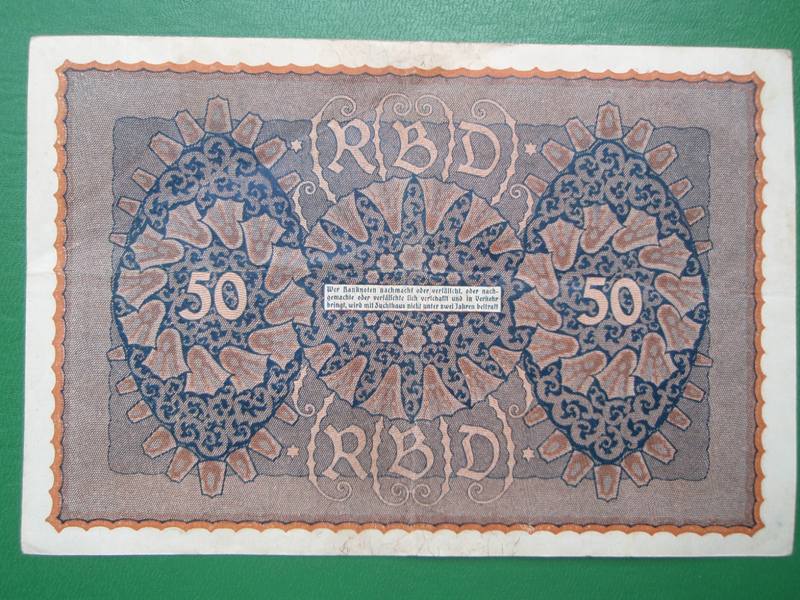 RBD
50
Wer Banknoten nachmacht oder verfälscht, oder nach-
gemachte oder verfälschte sich verschafft und in Verkehr
bringt, wird mit Zuchthaus nicht unter zwei Jahren bestraft
50
RBD